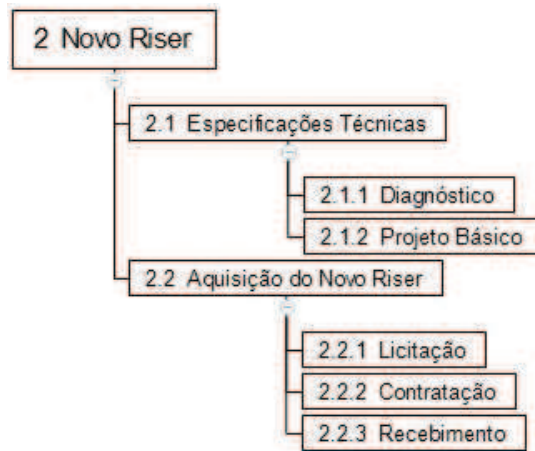 2 Novo Riser
2.1 Especificações Técnicas
2.1.1 Diagnóstico
2.1.2 Projeto Básico
2.2 Aquisição do Novo Riser
2.2.1 Licitação
2.2.2 Contratação
2.2.3 Recebimento